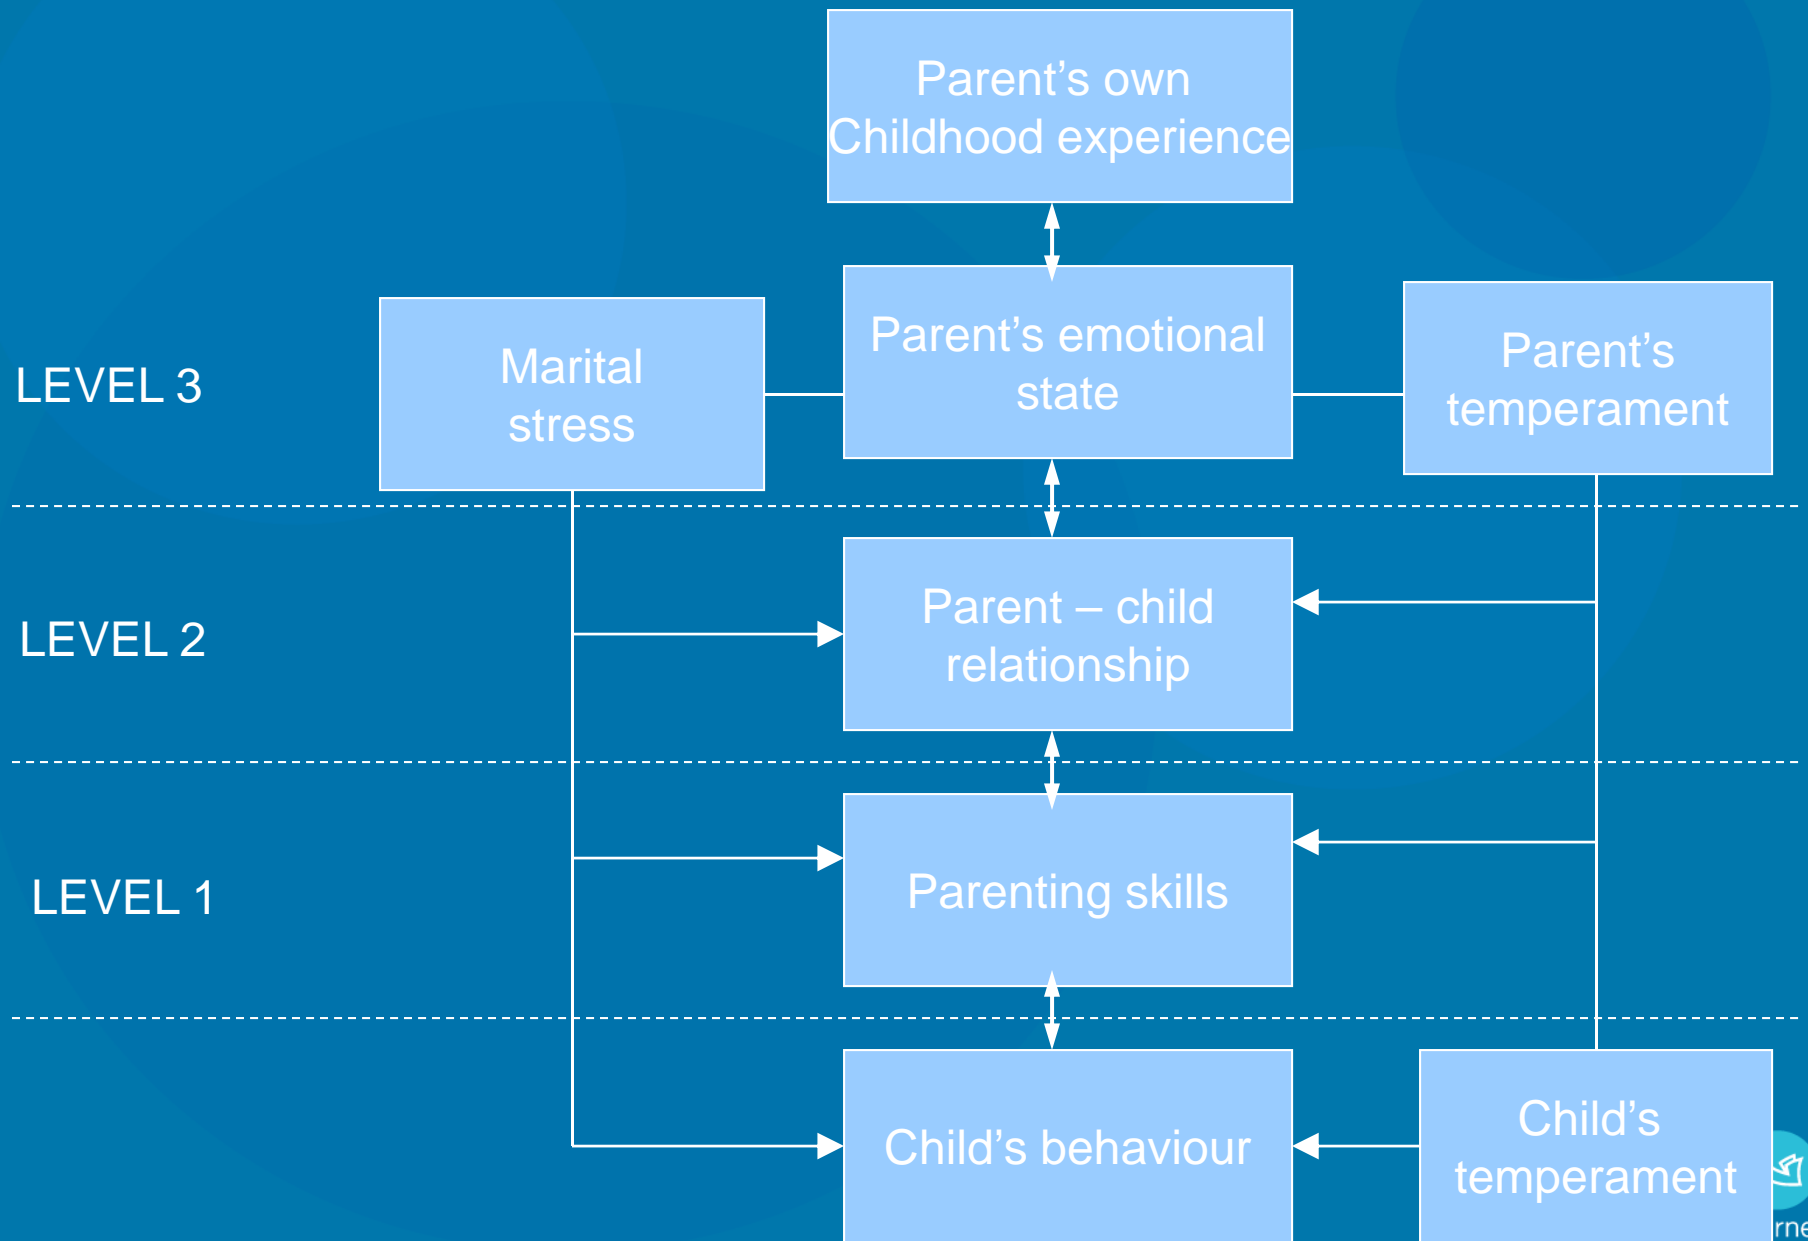 Parent’s own
Childhood experience
LEVEL 3
Marital
stress
Parent’s emotional
state
Parent’s
temperament
LEVEL 2
Parent – child
relationship
LEVEL 1
Parenting skills
Child’s behaviour
Child’s
temperament